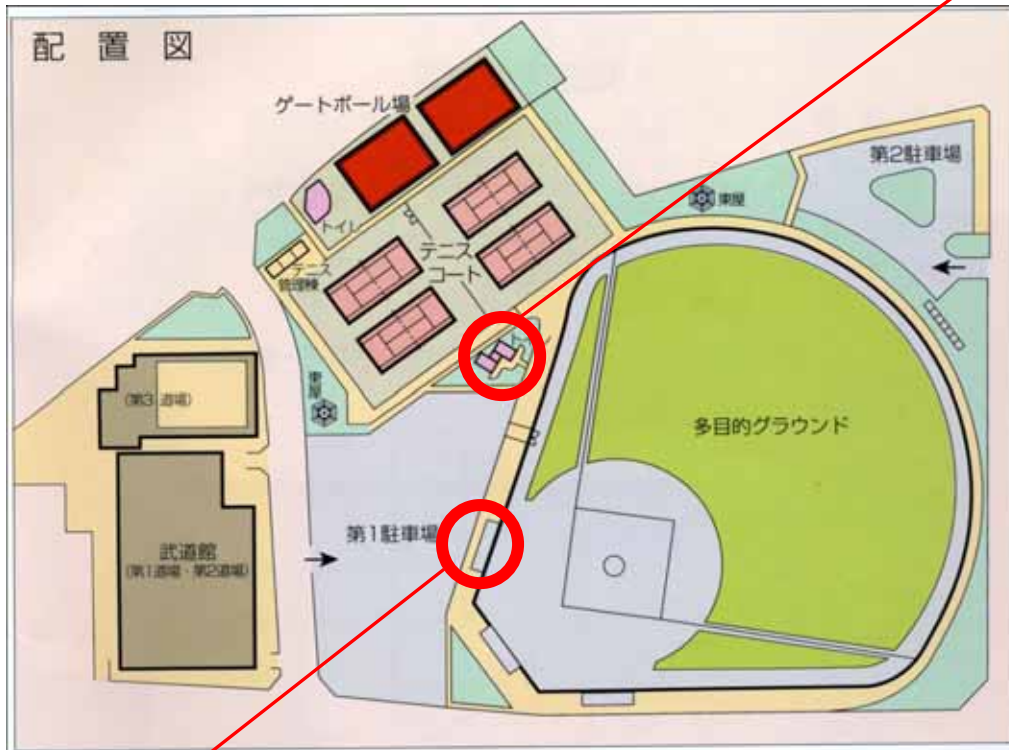 配置図
ゲートボール場
第2駐車場
東屋
トイレ
テニス
コート
テニス
管理棟
東屋
(第3道場)
多目的グラウンド
第1駐車場
武道館
(第1道場・第2道場)